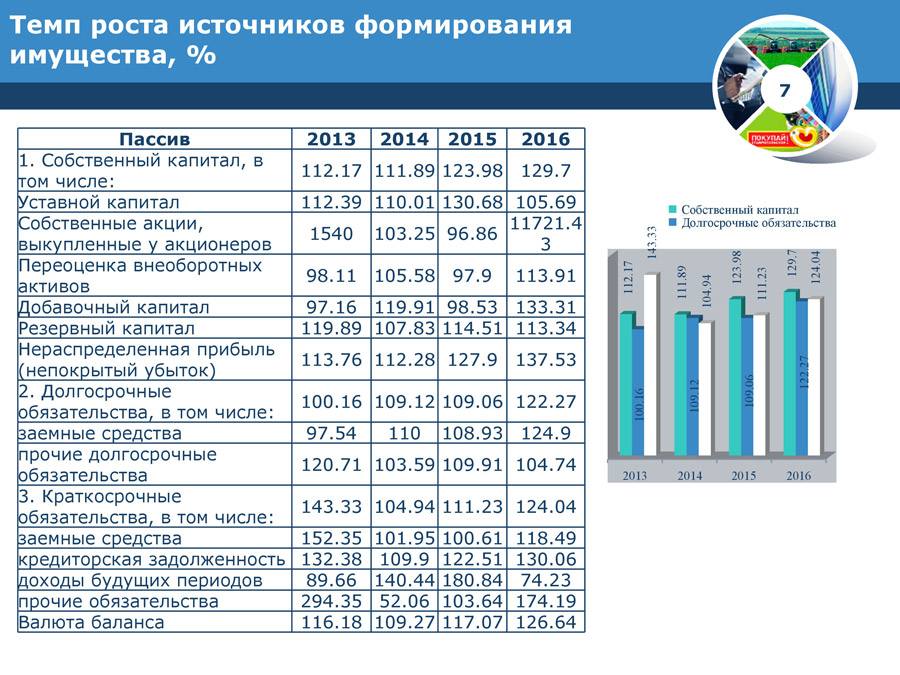 Темп роста источников формирования
имущества, %
7
ПОКУПАЙ
Пассив 2013 2014 2015 2016
1. Собственный капитал, в
том числе:
112.17 111.89 123.98 129.7
Уставной капитал 112.39 110.01 130.68 105.69
Собственные акции,
выкупленные у акционеров
1540 103.25 96.86 11721.4
3
Переоценка внеоборотных
активов
98.11 105.58 97.9 113.91
Добавочный капитал 97.16 119.91 98.53 133.31
Резервный капитал 119.89 107.83 114.51 113.34
Нераспределенная прибыль
(непокрытый убыток)
113.76 112.28 127.9 137.53
2. Долгосрочные
обязательства, в том числе:
100.16 109.12 109.06 122.27
заемные средства 97.54 110 108.93 124.9
прочие долгосрочные
обязательства
120.71 103.59 109.91 104.74
3. Краткосрочные
обязательства, в том числе:
143.33 104.94 111.23 124.04
заемные средства 152.35 101.95 100.61 118.49
кредиторская задолженность 132.38 109.9 122.51 130.06
доходы будущих периодов 89.66 140.44 180.84 74.23
прочие обязательства 294.35 52.06 103.64 174.19
Валюта баланса 116.18 109.27 117.07 126.64
Собственный капитал
Долгосрочные обязательства
112.17
100.16
143.33
111.89
109.12
104.94
123.98
109.06
111.23
129.7
122.27
124.04
2013 2014 2015 2016